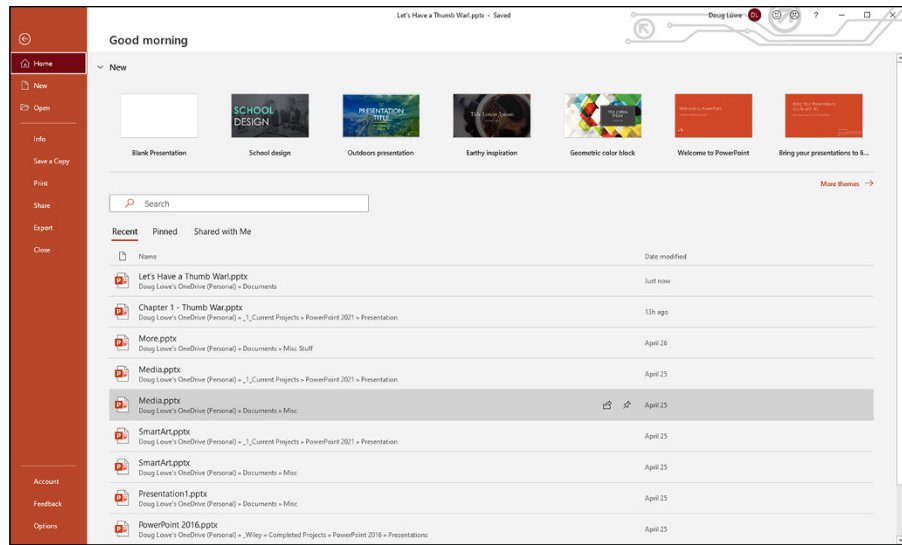 Let's Have a Thumb War!.pptx - Saved
Doug Lowe DL ?
Good morning
Home
New
Open
Info
Save a Copy
Print
Share
Export
Close
Account
Feedback
Options
New
SCHOOL
DESIGN
PRESENTATION
TITLE
Title Lorem Ipsum
Welcome to PowerPoint
Blank Presentation
School design
Outdoors presentation
Earthy inspiration
Geometric color block
Welcome to PowerPoint
Bring your presentations to li...
More themes
Search
Recent Pinned Shared with Me
Name Date modified
Let's Have a Thumb War!.pptx
Doug Lowe's OneDrive (Personal) » Documents
Just now
Chapter 1 - Thumb War.pptx
Doug Lowe's OneDrive (Personal) » _1_Current Projects » PowerPoint 2021 » Presentation
13h ago
More.pptx
Doug Lowe's OneDrive (Personal) » Documents » Misc Stuff
April 26
Media.pptx
Doug Lowe's OneDrive (Personal) » _1_Current Projects » PowerPoint 2021 » Presentation
April 25
Media.pptx
Doug Lowe's OneDrive (Personal) » Documents » Misc
April 25
SmartArt.pptx
Doug Lowe's OneDrive (Personal) » _1_Current Projects » PowerPoint 2021 » Presentation
April 25
SmartArt.pptx
Doug Lowe's OneDrive (Personal) » Documents » Misc
April 25
Presentation1.pptx
Doug Lowe's OneDrive (Personal) » Documents » Misc
April 25
PowerPoint 2016.pptx
Doug Lowe's OneDrive (Personal) » _Wiley » Completed Projects » PowerPoint 2016 » Presentations
April 25